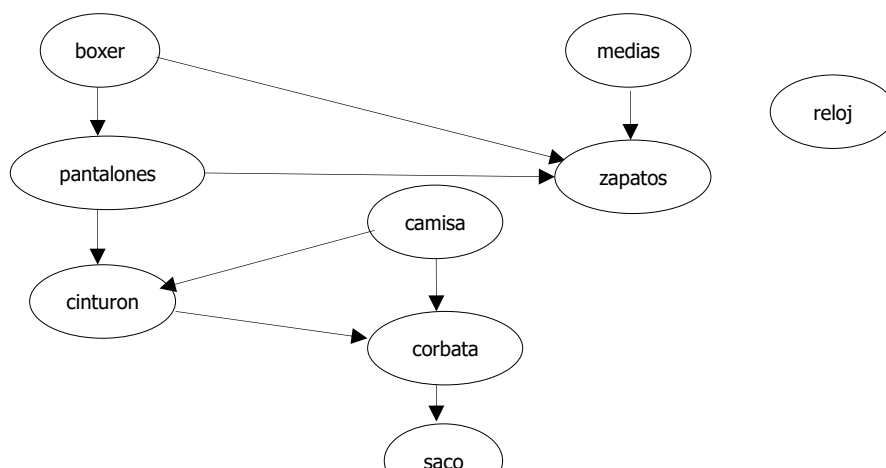 boxer
medias
reloj
pantalones
zapatos
camisa
cinturon
corbata
saco